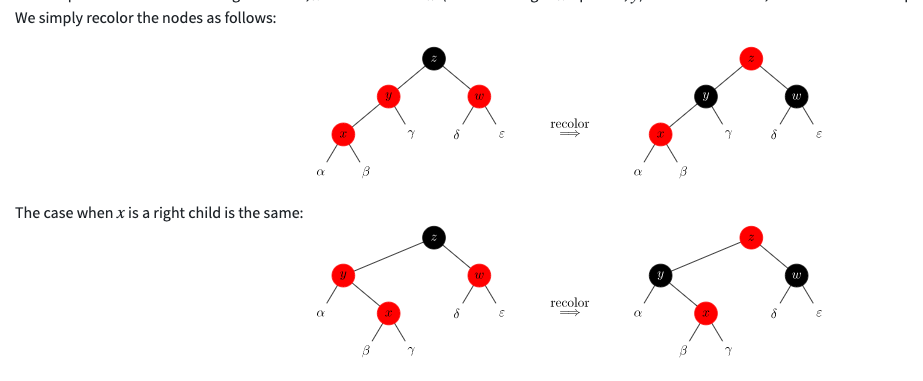 We simply recolor the nodes as follows:
z z
y w y w
recolor
x γ δ ε ⟹ x γ δ ε
α β α β
The case when x is a right child is the same:
z z
y w y w
recolor
α x δ ε ⟹ α x δ ε
β γ β γ